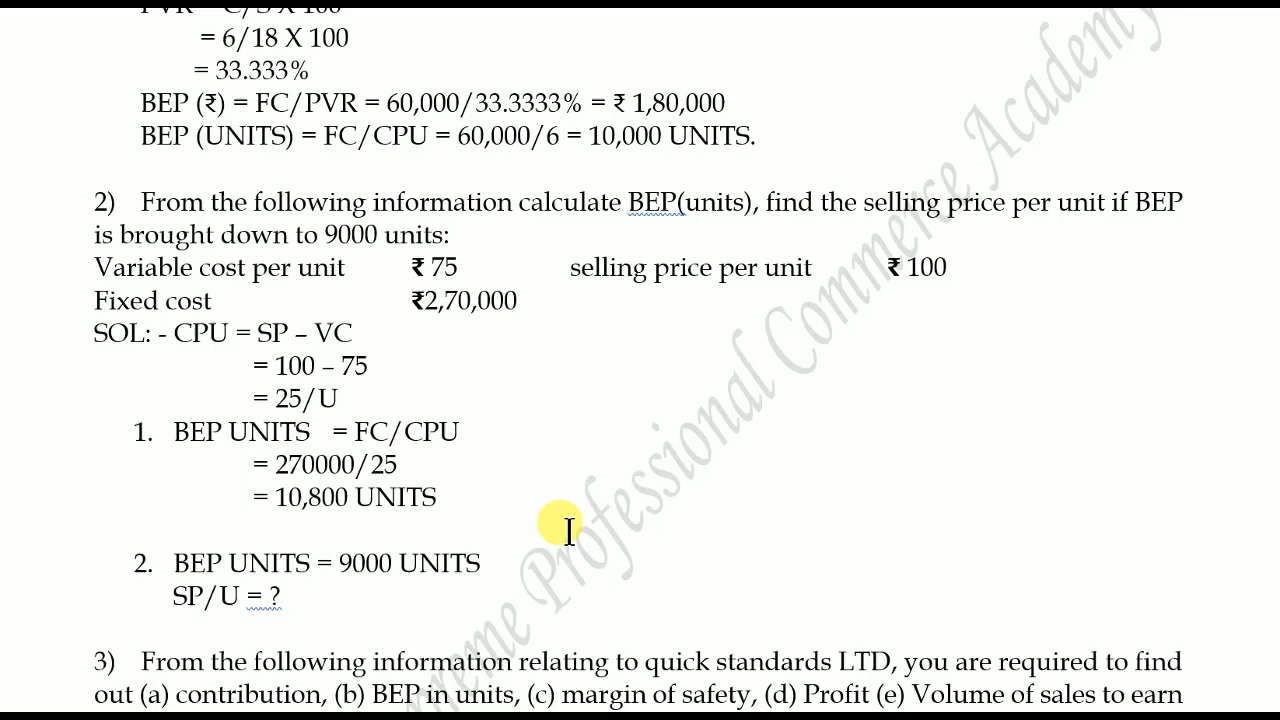 PVR = C/S X 100
= 6/18 X 100
= 33.333%
BEP (₹) = FC/PVR = 60,000/33.3333% = ₹ 1,80,000
BEP (UNITS) = FC/CPU = 60,000/6 = 10,000 UNITS.
2) From the following information calculate BEP(units), find the selling price per unit if BEP
is brought down to 9000 units:
Variable cost per unit ₹ 75 selling price per unit ₹ 100
Fixed cost ₹2,70,000
SOL: - CPU = SP – VC
= 100 – 75
= 25/U
1. BEP UNITS = FC/CPU
= 270000/25
= 10,800 UNITS
2. BEP UNITS = 9000 UNITS
SP/U = ?
3) From the following information relating to quick standards LTD, you are required to find
out (a) contribution, (b) BEP in units, (c) margin of safety, (d) Profit (e) Volume of sales to earn
Professional Commerce Academy